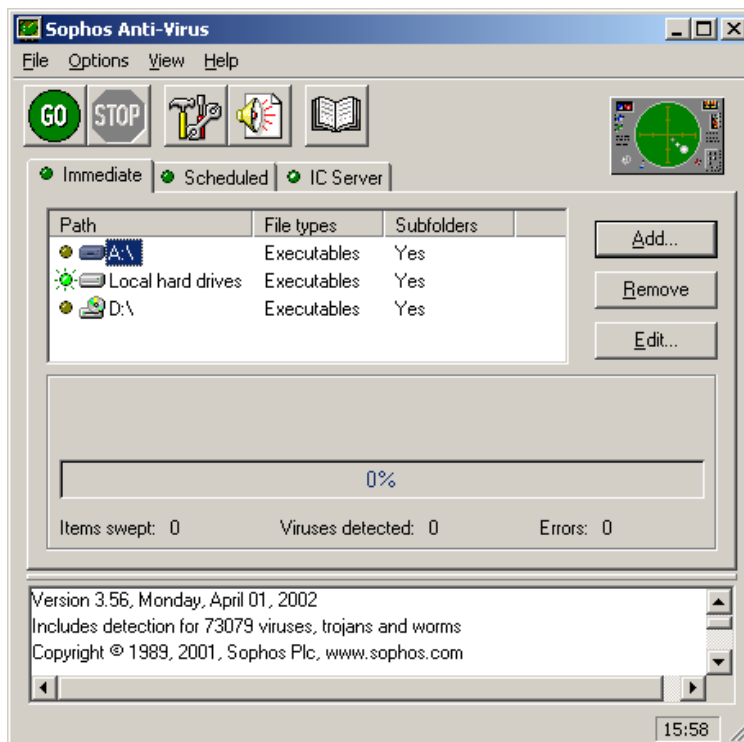 Sophos Anti-Virus
File Options View Help
GO STOP
Immediate Scheduled IC Server
Path File types Subfolders
A:\ Executables Yes
Local hard drives Executables Yes
D:\ Executables Yes
Add...
Remove
Edit...
0%
Items swept: 0 Viruses detected: 0 Errors: 0
Version 3.56, Monday, April 01, 2002
Includes detection for 73079 viruses, trojans and worms
Copyright © 1989, 2001, Sophos Plc, www.sophos.com
15:58